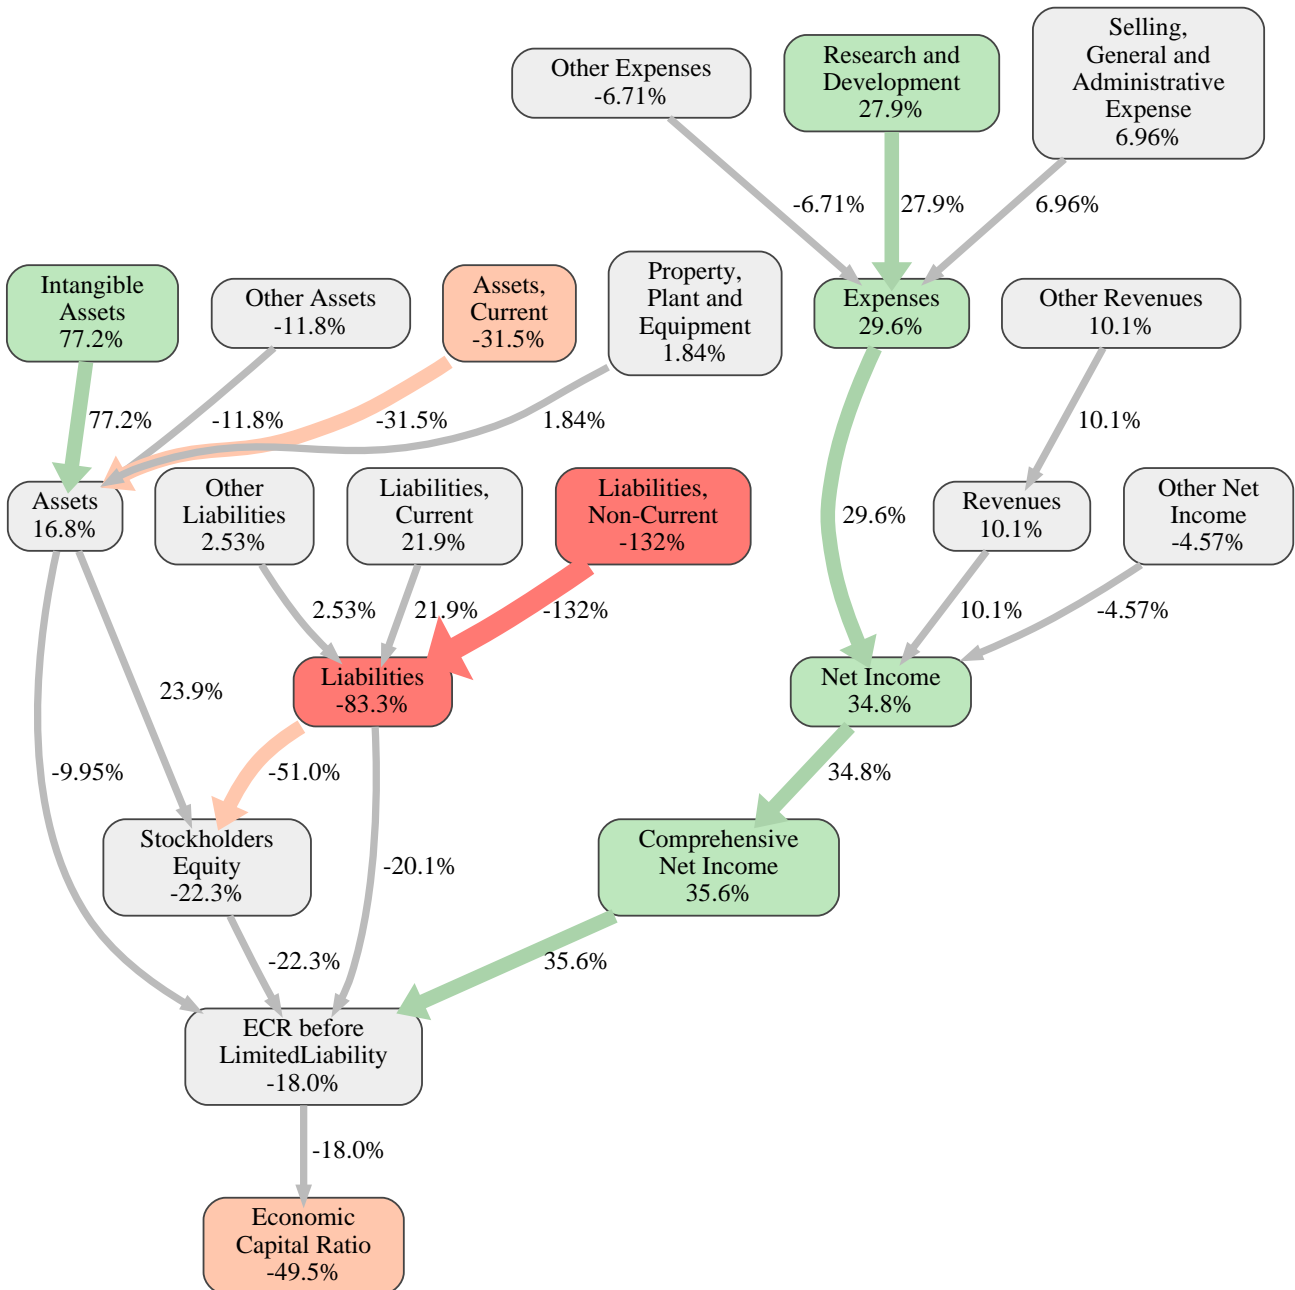 Selling,
General and
Administrative
Expense
6.96%
Research and
Development
27.9%
Other Expenses
-6.71%
-6.71%
27.9%
6.96%
Intangible
Assets
77.2%
Other Assets
-11.8%
Assets,
Current
-31.5%
Property,
Plant and
Equipment
1.84%
Expenses
29.6%
Other Revenues
10.1%
77.2%
-11.8%
-31.5%
1.84%
10.1%
Assets
16.8%
Other
Liabilities
2.53%
Liabilities,
Current
21.9%
Liabilities,
Non-Current
-132%
29.6%
Revenues
10.1%
Other Net
Income
-4.57%
2.53%
21.9%
-132%
10.1%
-4.57%
23.9%
Liabilities
-83.3%
Net Income
34.8%
-9.95%
-51.0%
34.8%
Stockholders
Equity
-22.3%
-20.1%
Comprehensive
Net Income
35.6%
-22.3%
35.6%
ECR before
LimitedLiability
-18.0%
-18.0%
Economic
Capital Ratio
-49.5%